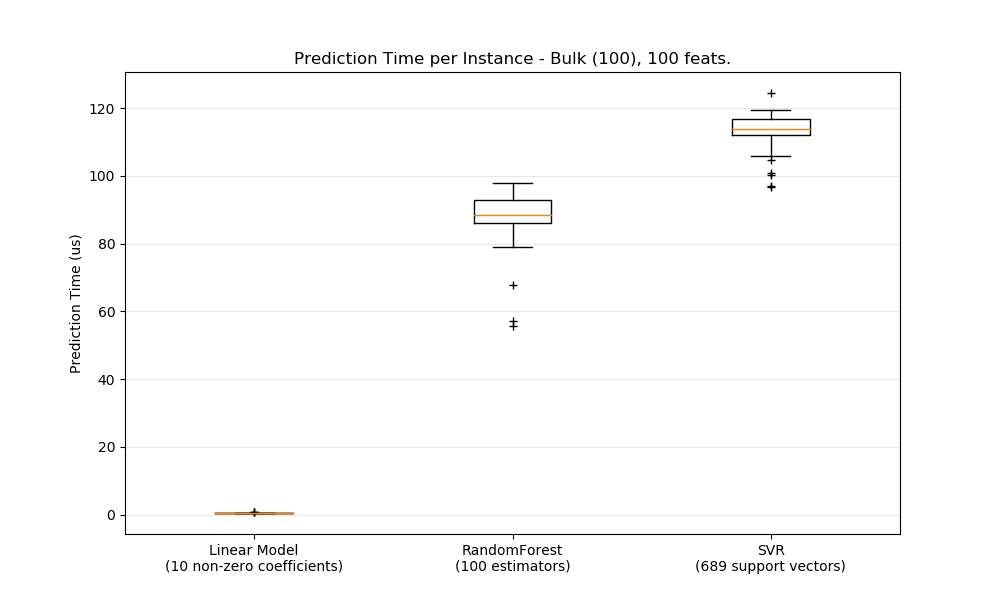 Prediction Time per Instance - Bulk (100), 100 feats.
Prediction Time (us)
120
100
80
60
40
20
0
Linear Model
(10 non-zero coefficients)
RandomForest
(100 estimators)
SVR
(689 support vectors)